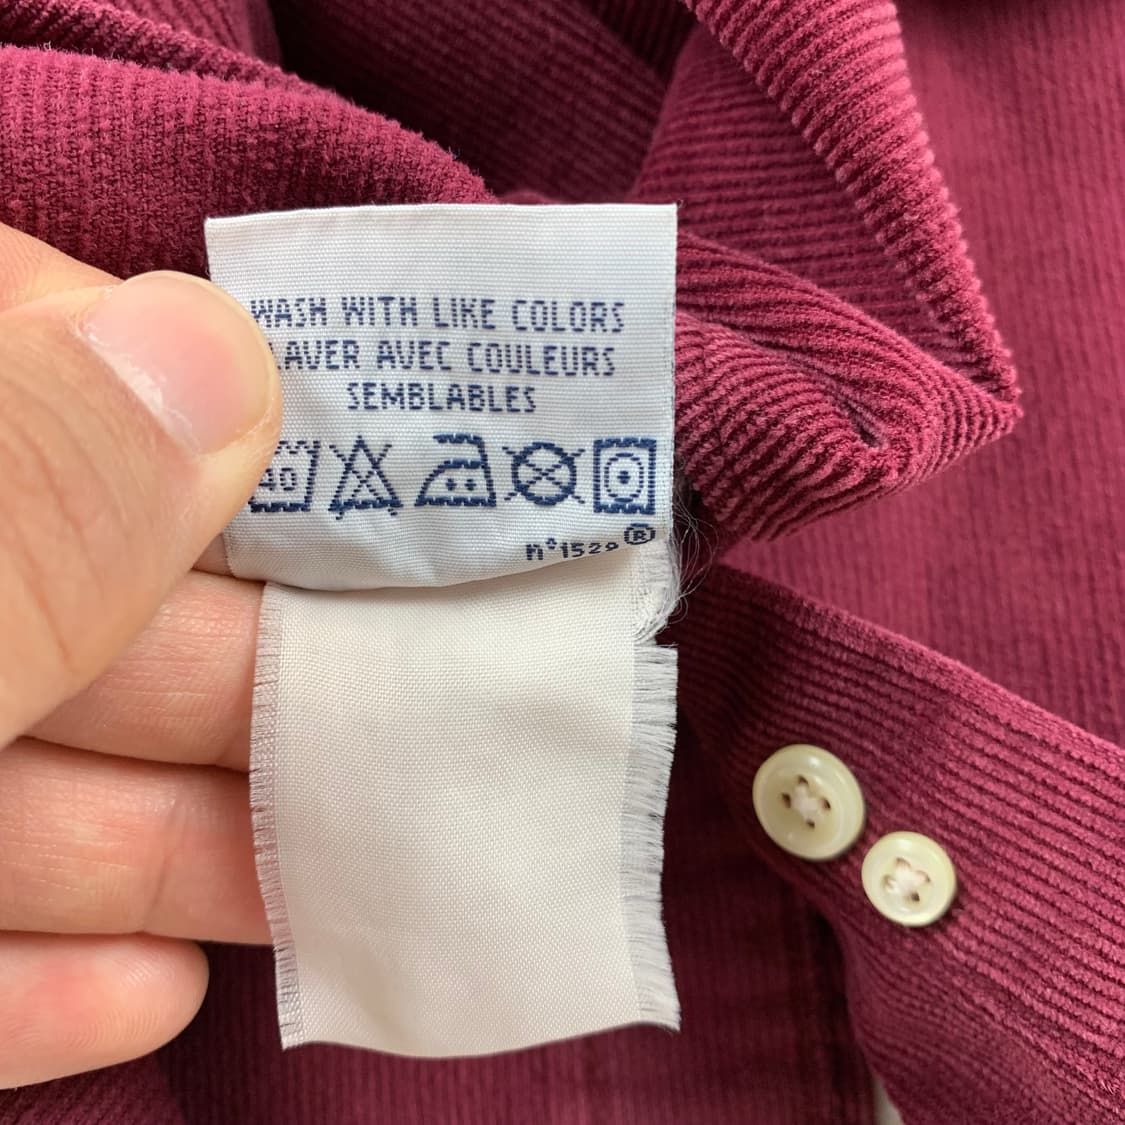 WASH WITH LIKE COLORS
LAVER AVEC COULEURS
SEMBLABLES
40
n°1529®